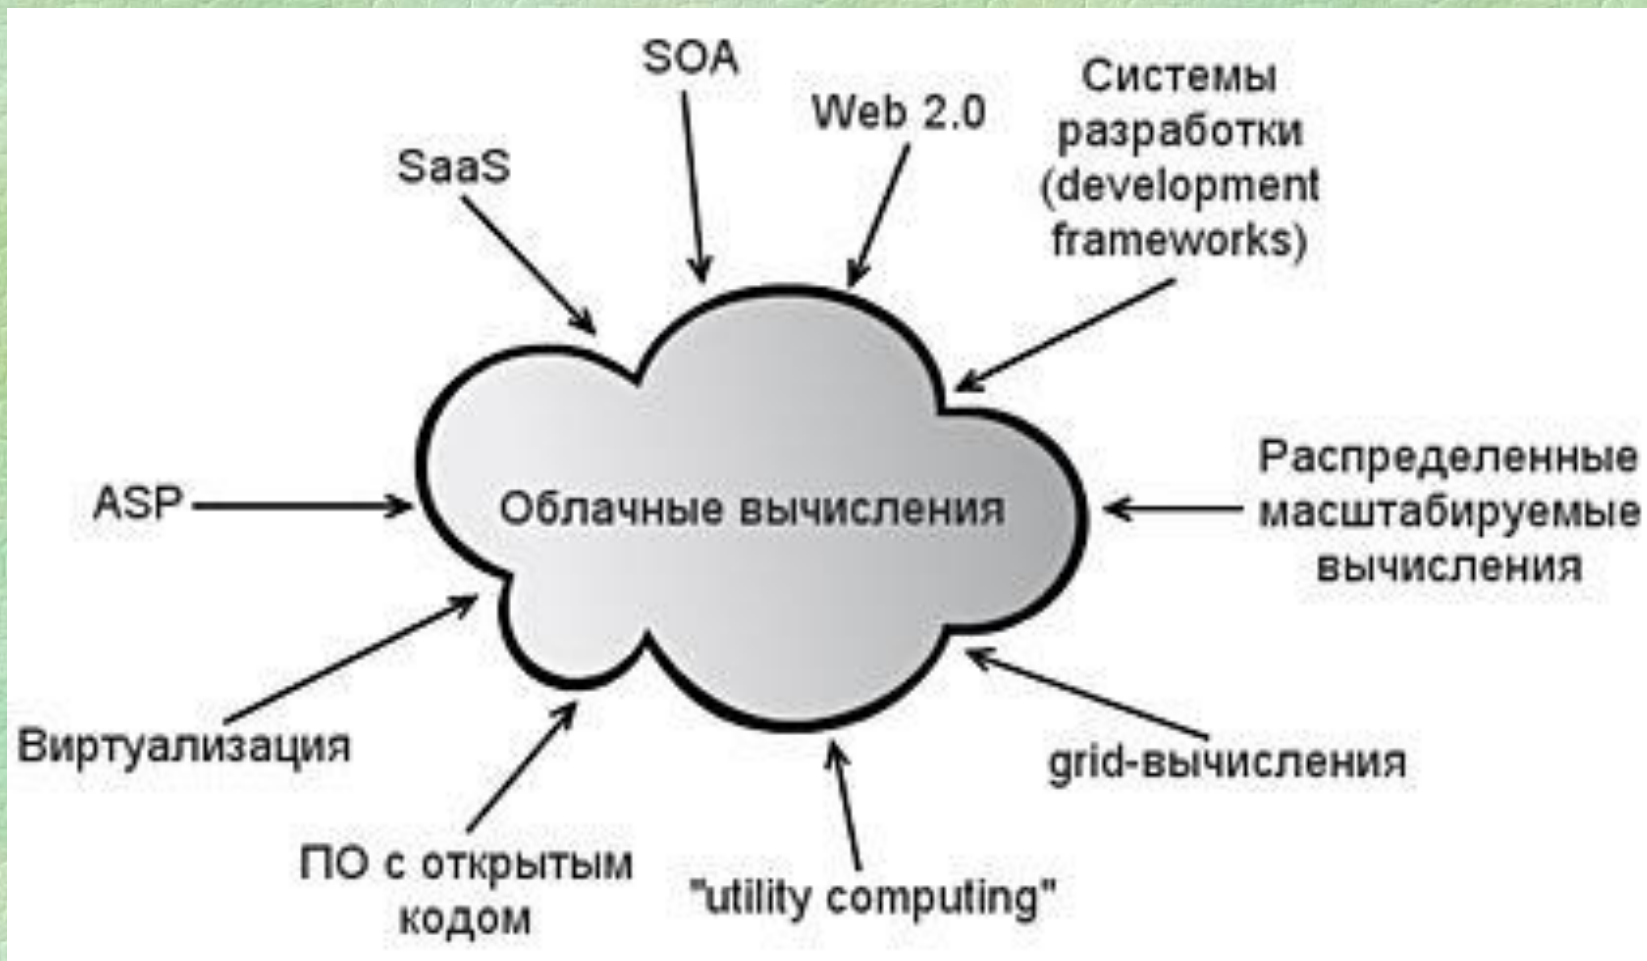 SOA
Web 2.0
Системы
разработки
(development
frameworks)
SaaS
Распределенные
масштабируемые
вычисления
ASP
Облачные вычисления
Виртуализация
grid-вычисления
ПО с открытым
кодом
"utility computing"